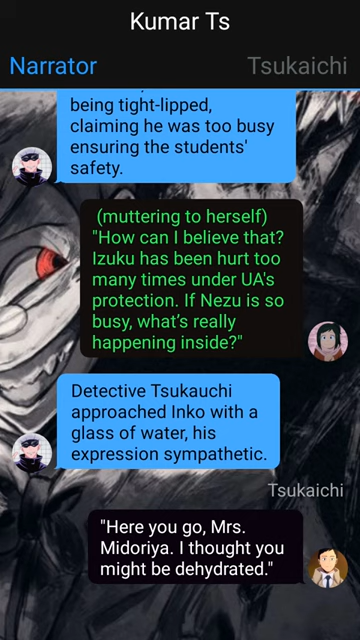 Kumar Ts
Narrator
Tsukaichi
being tight-lipped,
claiming he was too busy
ensuring the students'
safety.
(muttering to herself)
"How can I believe that?
Izuku has been hurt too
many times under UA's
protection. If Nezu is so
busy, what's really
happening inside?"
Detective Tsukauchi
approached Inko with a
glass of water, his
expression sympathetic.
Tsukaichi
"Here you go, Mrs.
Midoriya. I thought you
might be dehydrated."